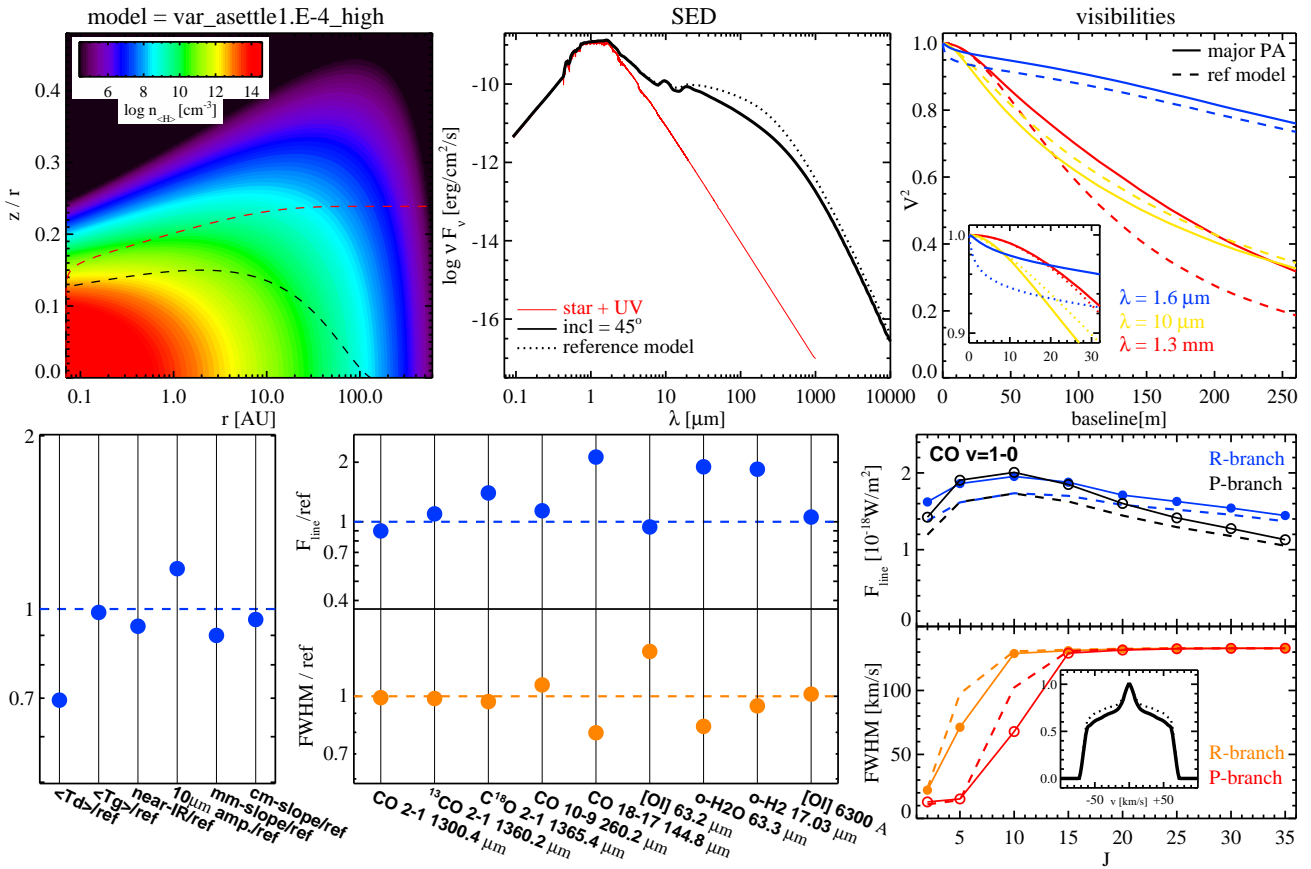 model = var_asettle1.E-4_high
6 8 10 12 14
log n<H> [cm-3]
0.4
0.3
0.2
0.1
0.0
z / r
0.1 1.0 10.0 100.0
r [AU]
SED
-10
-12
-14
-16
log ν Fν [erg/cm2/s]
star + UV
incl = 45o
reference model
0.1 1 10 100 1000 10000
λ [μm]
visibilities
major PA
ref model
1.0
0.8
0.6
0.4
0.2
0.0
V2
1.0
0.9
0 10 20 30
λ = 1.6 μm
λ = 10 μm
λ = 1.3 mm
0 50 100 150 200 250
baseline[m]
2
1
0.7
<Td>/ref
<Tg>/ref
near-IR/ref
10μm amp./ref
mm-slope/ref
cm-slope/ref
2
1
0.7
0.4
Fline/ref
1
0.7
FWHM / ref
CO 2-1 1300.4 μm
13CO 2-1 1360.2 μm
C18O 2-1 1365.4 μm
CO 10-9 260.2 μm
CO 18-17 144.8 μm
[OI] 63.2 μm
o-H2O 63.3 μm
o-H2 17.03 μm
[OI] 6300 A
CO v=1-0
R-branch
P-branch
2
1
0
Fline [10-18W/m2]
100
50
0
FWHM [km/s]
1.0
0.5
0.0
-50 v [km/s] +50
R-branch
P-branch
5 10 15 20 25 30 35
J